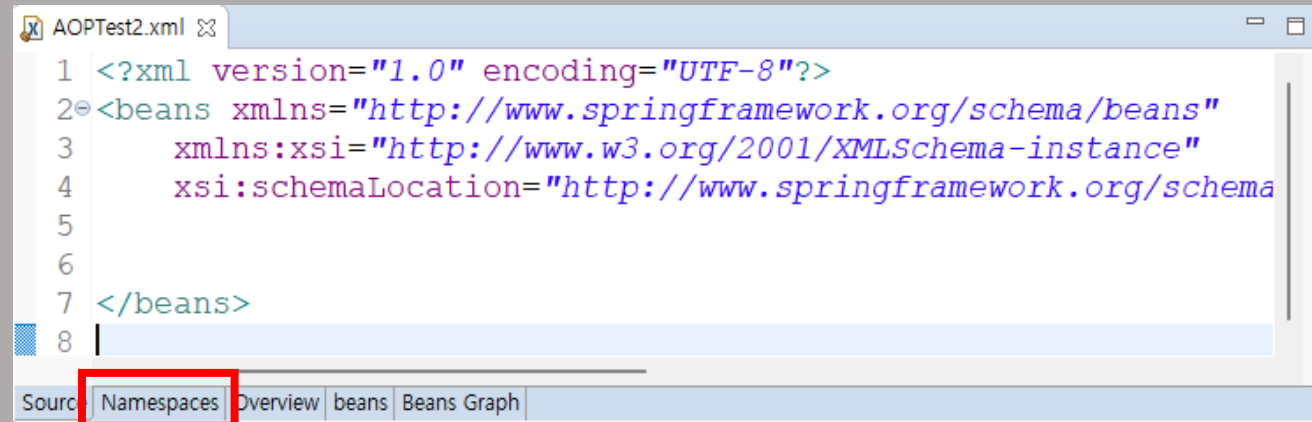 AOPTest2.xml
1 <?xml version="1.0" encoding="UTF-8"?>
2 <beans xmlns="http://www.springframework.org/schema/beans"
3 xmlns:xsi="http://www.w3.org/2001/XMLSchema-instance"
4 xsi:schemaLocation="http://www.springframework.org/schema
5
6
7 </beans>
8
Source Namespaces Overview beans Beans Graph